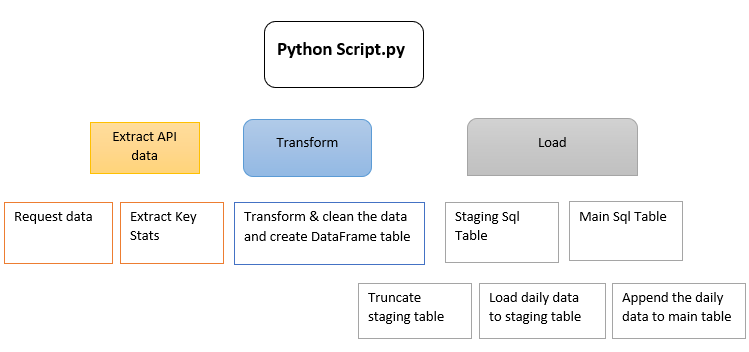 Python Script.py
Extract API
data
Transform
Load
Request data
Extract Key
Stats
Transform & clean the data
and create DataFrame table
Staging Sql
Table
Main Sql Table
Truncate
staging table
Load daily data
to staging table
Append the daily
data to main table